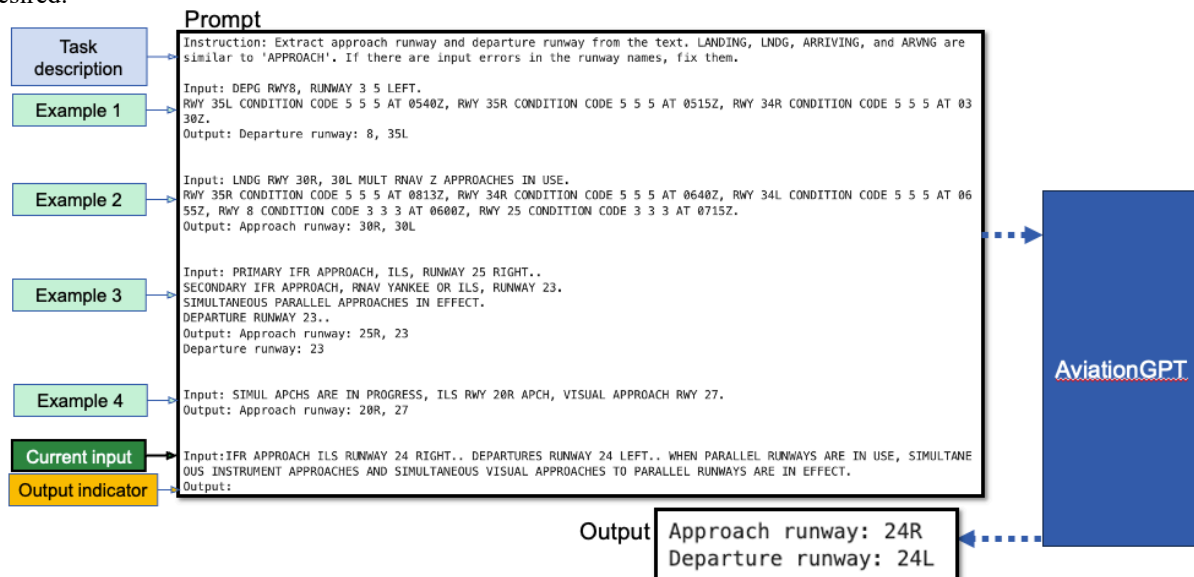 esired.
Prompt
Task
description
Instruction: Extract approach runway and departure runway from the text. LANDING, LNDG, ARRIVING, and ARVNG are
similar to 'APPROACH'. If there are input errors in the runway names, fix them.
Example 1
Input: DEPG RWY8, RUNWAY 3 5 LEFT.
RWY 35L CONDITION CODE 5 5 5 AT 0540Z, RWY 35R CONDITION CODE 5 5 5 AT 0515Z, RWY 34R CONDITION CODE 5 5 5 AT 03
30Z.
Output: Departure runway: 8, 35L
Example 2
Input: LNDG RWY 30R, 30L MULT RNAV Z APPROACHES IN USE.
RWY 35R CONDITION CODE 5 5 5 AT 0813Z, RWY 34R CONDITION CODE 5 5 5 AT 0640Z, RWY 34L CONDITION CODE 5 5 5 AT 06
55Z, RWY 8 CONDITION CODE 3 3 3 AT 0600Z, RWY 25 CONDITION CODE 3 3 3 AT 0715Z.
Output: Approach runway: 30R, 30L
Example 3
Input: PRIMARY IFR APPROACH, ILS, RUNWAY 25 RIGHT..
SECONDARY IFR APPROACH, RNAV YANKEE OR ILS, RUNWAY 23.
SIMULTANEOUS PARALLEL APPROACHES IN EFFECT.
DEPARTURE RUNWAY 23..
Output: Approach runway: 25R, 23
Departure runway: 23
Example 4
Input: SIMUL APCHS ARE IN PROGRESS, ILS RWY 20R APCH, VISUAL APPROACH RWY 27.
Output: Approach runway: 20R, 27
Current input
Input:IFR APPROACH ILS RUNWAY 24 RIGHT.. DEPARTURES RUNWAY 24 LEFT.. WHEN PARALLEL RUNWAYS ARE IN USE, SIMULTANE
OUS INSTRUMENT APPROACHES AND SIMULTANEOUS VISUAL APPROACHES TO PARALLEL RUNWAYS ARE IN EFFECT.
Output indicator
Output:
AviationGPT
Output
Approach runway: 24R
Departure runway: 24L